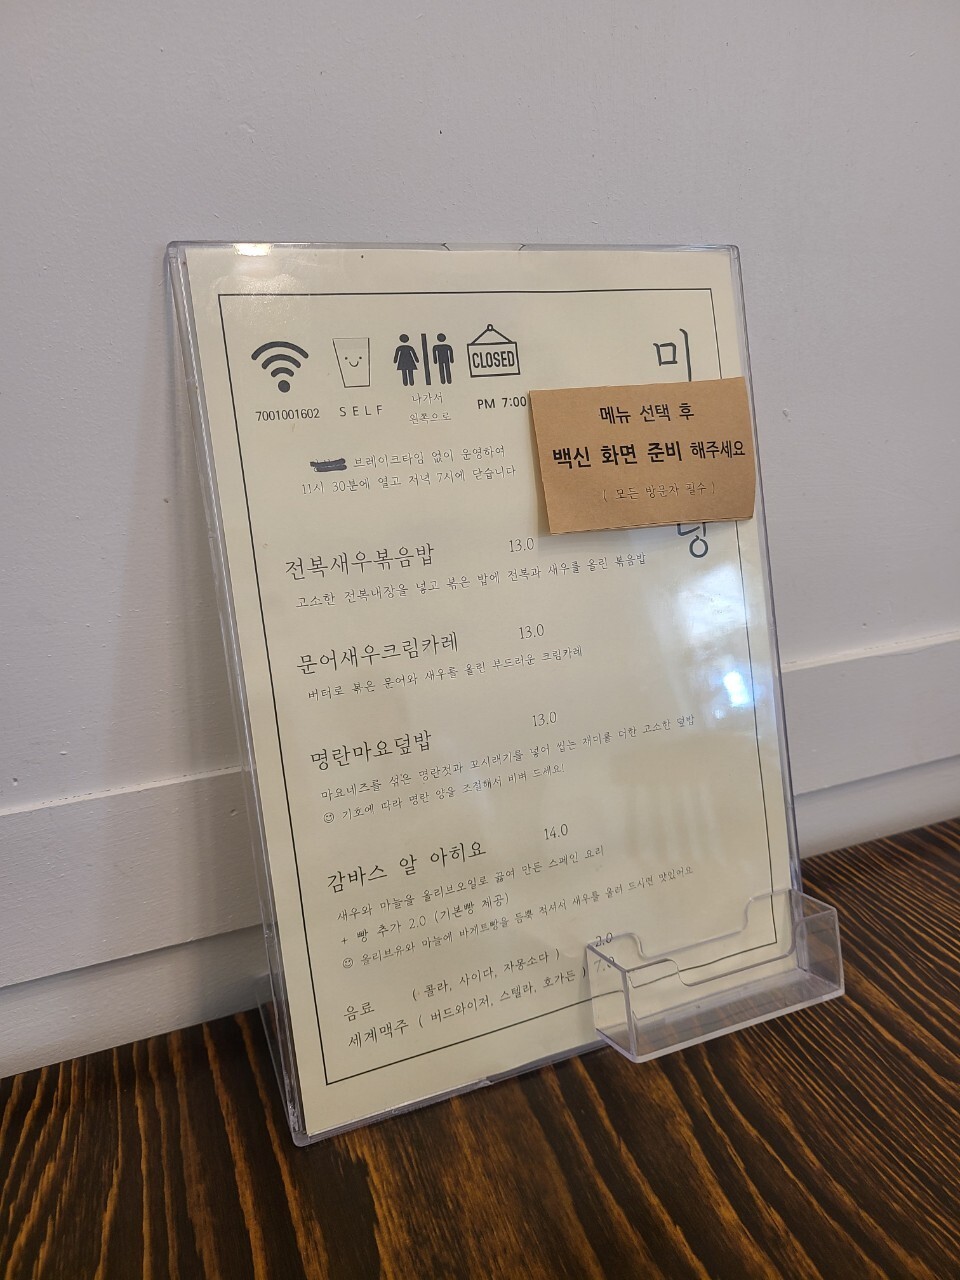 미
CLOSED
7001001602
SELF
나가서
왼쪽으로
PM 7:00
메뉴 선택 후
백신 화면 준비 해주세요
( 모든 방문자 필수 )
브레이크타임 없이 운영하여
11시 30분에 열고 저녁 7시에 닫습니다
전복새우볶음밥 13.0
고소한 전복내장을 넣고 볶은 밥에 전복과 새우를 올린 볶음밥
문어새우크림카레 13.0
버터로 볶은 문어와 새우를 올린 부드러운 크림카레
명란마요덮밥 13.0
마요네즈를 섞은 명란젓과 꼬시래기를 넣어 씹는 재미를 더한 고소한 덮밥
기호에 따라 명란 양을 조절해서 비벼 드세요!
감바스 알 아히요 14.0
새우와 마늘을 올리브오일로 끓여 만든 스페인 요리
+ 빵 추가 2.0 (기본빵 제공)
올리브유와 마늘에 바게트빵을 듬뿍 적셔서 새우를 올려 드시면 맛있어요
음료 ( 콜라, 사이다, 자몽소다 ) 2.0
세계맥주 ( 버드와이저, 스텔라, 호가든 ) 7.0